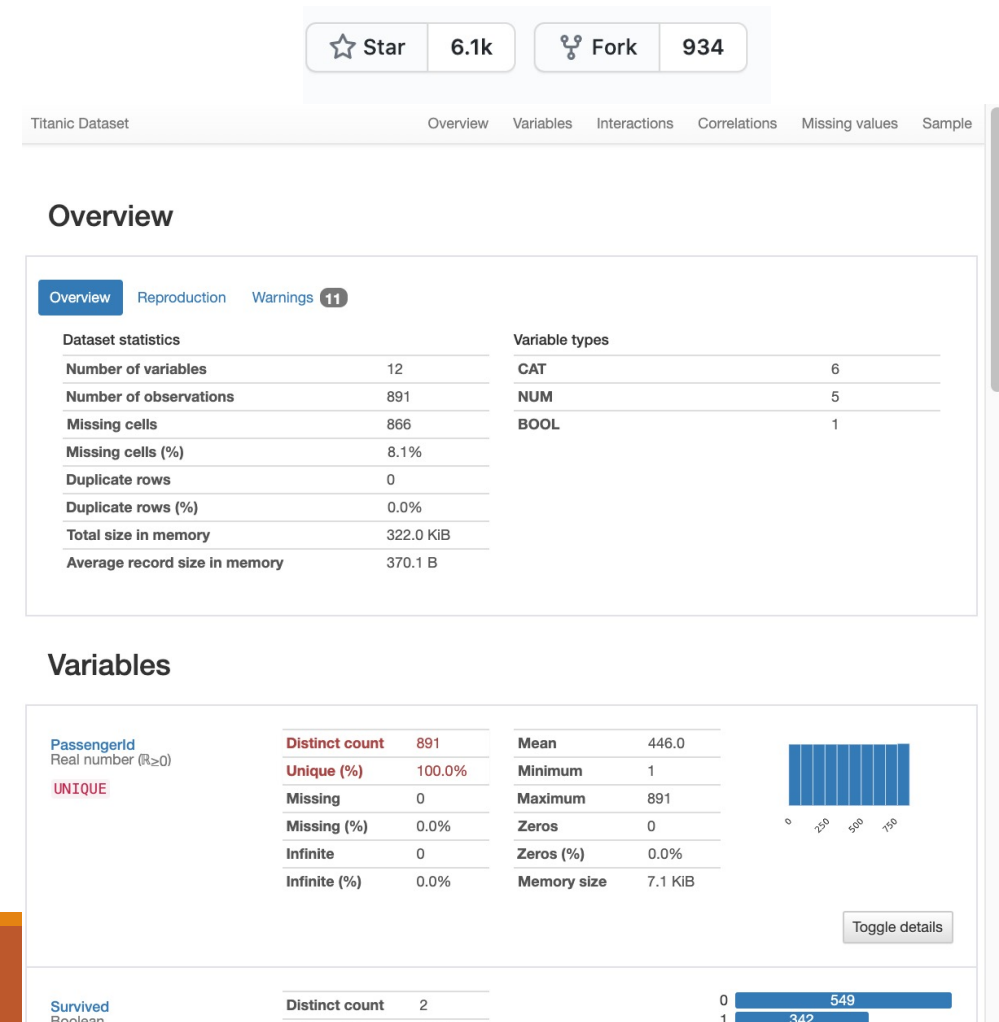 Star 6.1k Fork 934
Titanic Dataset Overview Variables Interactions Correlations Missing values Sample
Overview
Overview Reproduction Warnings 11
Dataset statistics
Number of variables 12
Number of observations 891
Missing cells 866
Missing cells (%) 8.1%
Duplicate rows 0
Duplicate rows (%) 0.0%
Total size in memory 322.0 KiB
Average record size in memory 370.1 B
Variable types
CAT 6
NUM 5
BOOL 1
Variables
PassengerId
Real number (ℝ≥0)
UNIQUE
Distinct count 891
Unique (%) 100.0%
Missing 0
Missing (%) 0.0%
Infinite 0
Infinite (%) 0.0%
Mean 446.0
Minimum 1
Maximum 891
Zeros 0
Zeros (%) 0.0%
Memory size 7.1 KiB
0 250 500 750
Toggle details
Survived
Boolean
Distinct count 2
0 549
1 342